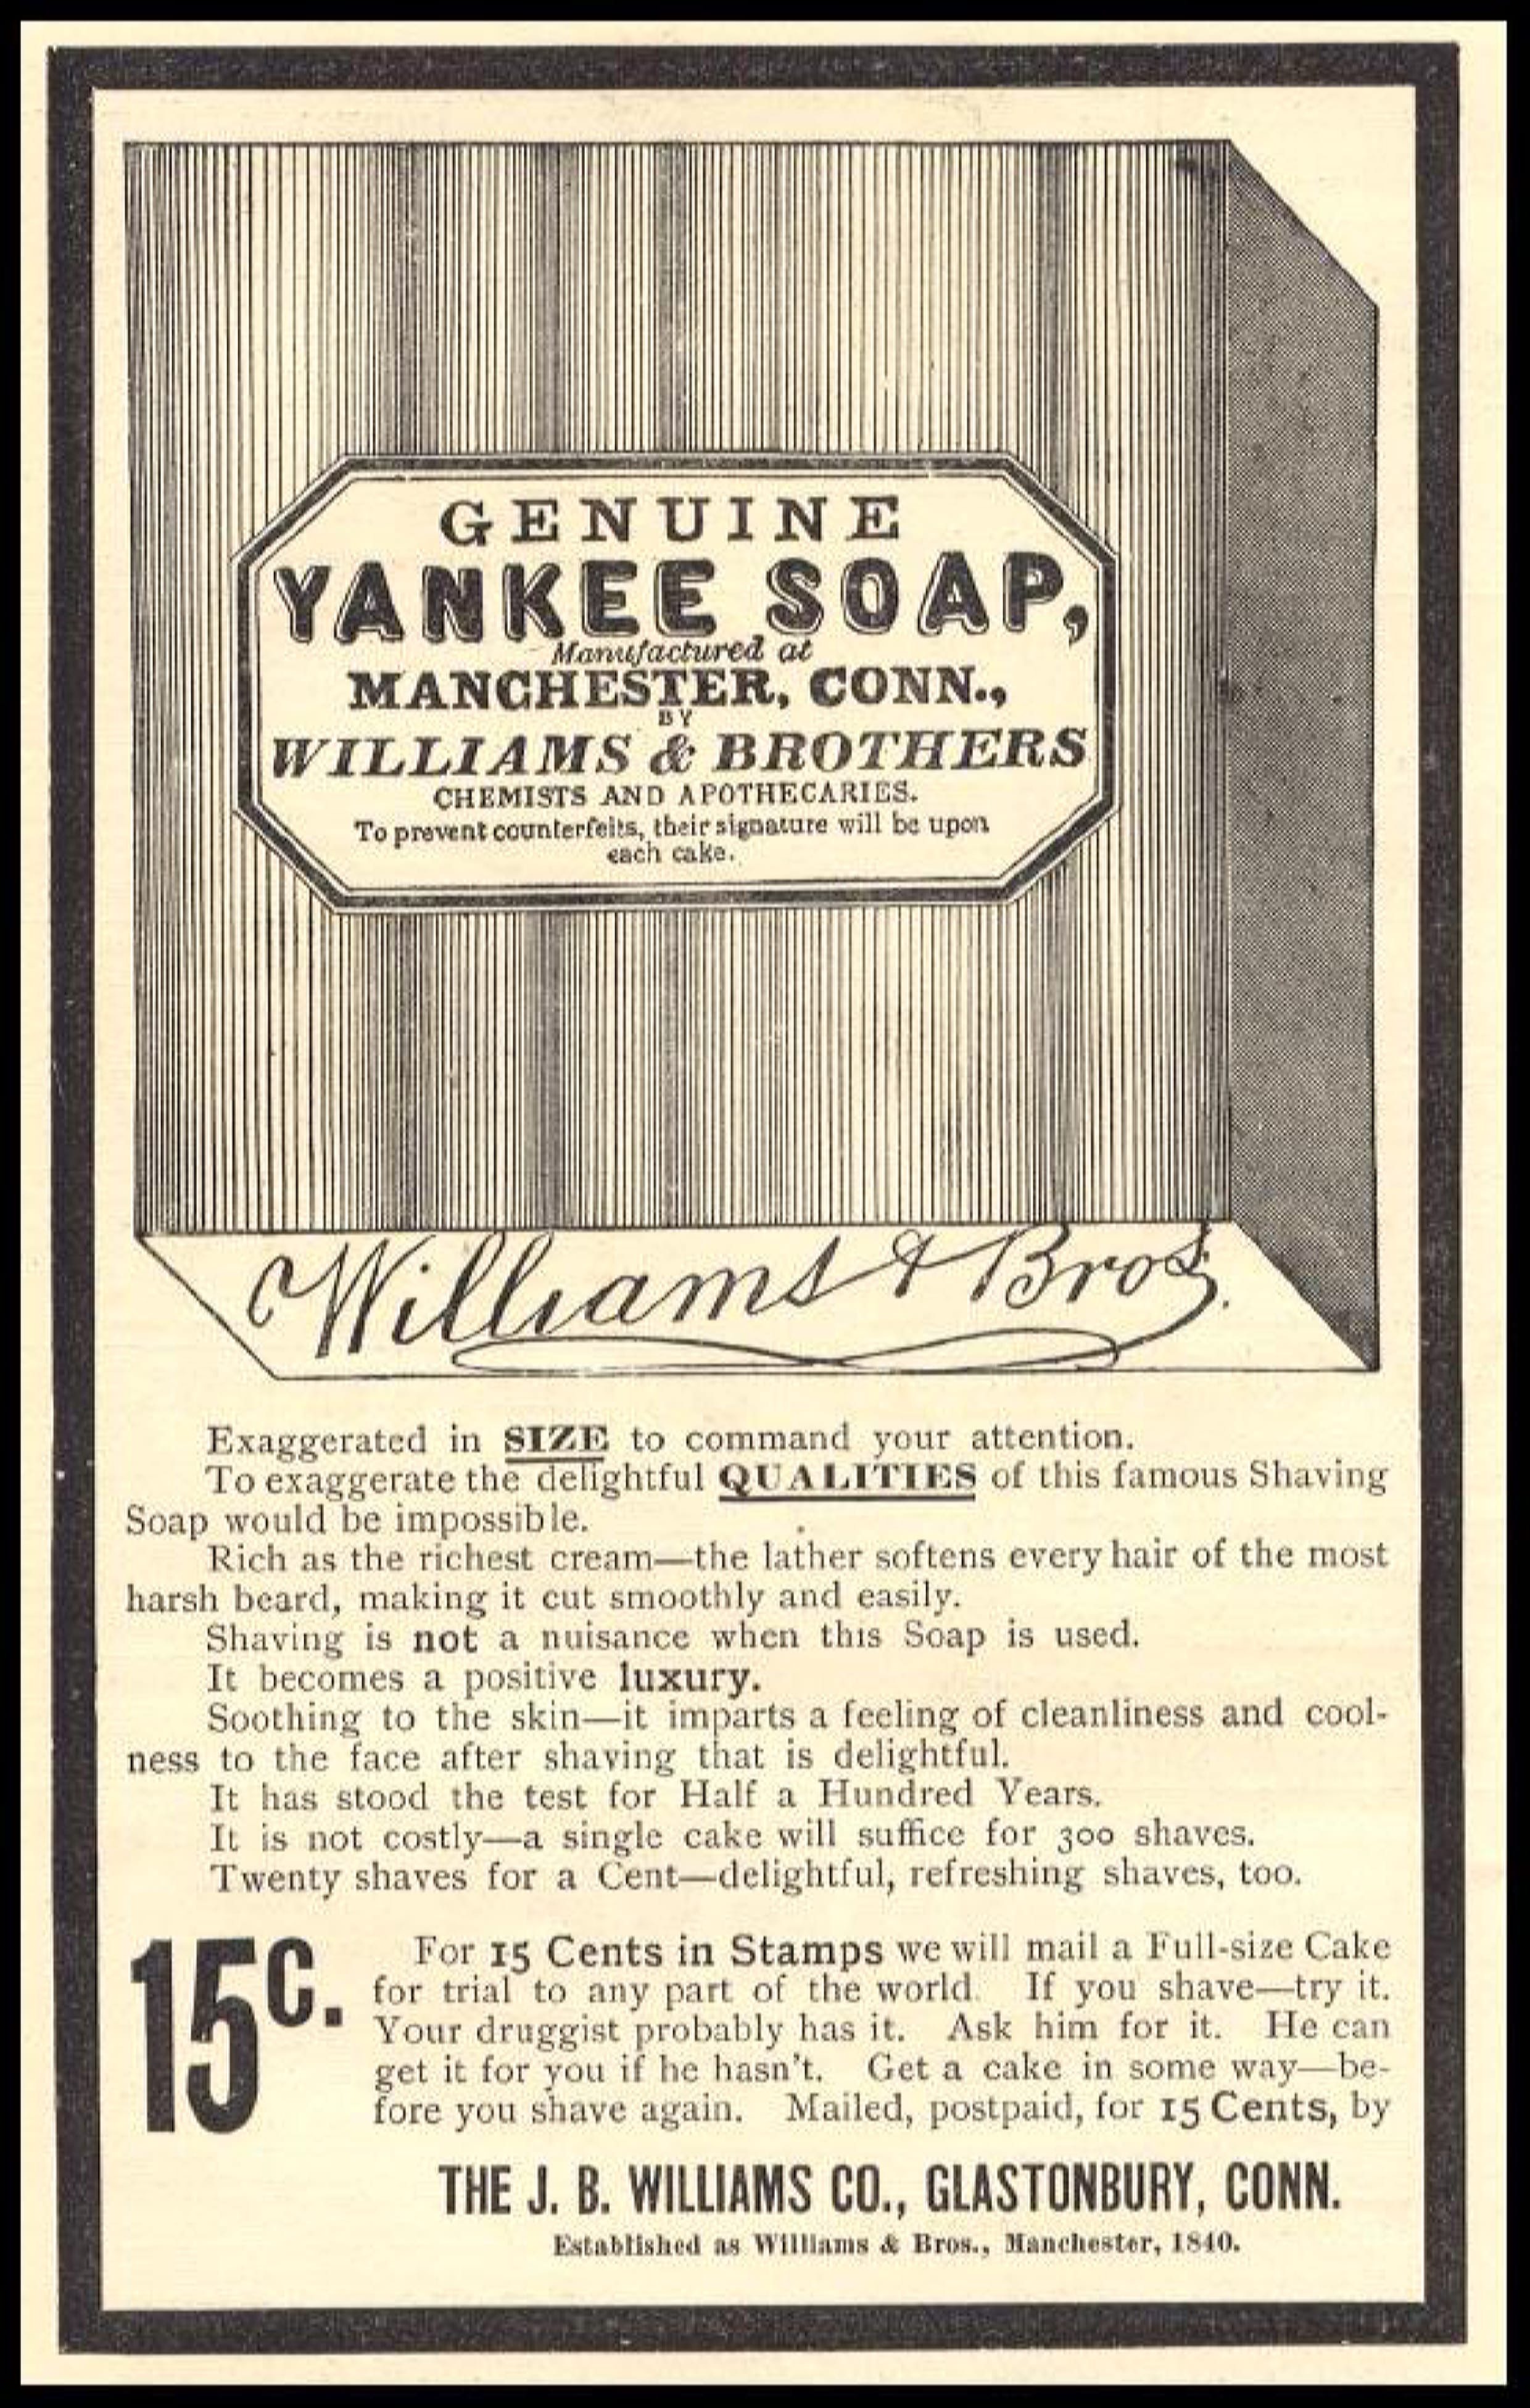 GENUINE
YANKEE SOAP,
Manufactured at
MANCHESTER, CONN.,
BY
WILLIAMS & BROTHERS
CHEMISTS AND APOTHECARIES.
To prevent counterfeits, their signature will be upon
each cake.
Williams & Bros.
Exaggerated in SIZE to command your attention.
To exaggerate the delightful QUALITIES of this famous Shaving
Soap would be impossible.
Rich as the richest cream—the lather softens every hair of the most
harsh beard, making it cut smoothly and easily.
Shaving is not a nuisance when this Soap is used.
It becomes a positive luxury.
Soothing to the skin—it imparts a feeling of cleanliness and cool-
ness to the face after shaving that is delightful.
It has stood the test for Half a Hundred Years.
It is not costly—a single cake will suffice for 300 shaves.
Twenty shaves for a Cent—delightful, refreshing shaves, too.
15c.
For 15 Cents in Stamps we will mail a Full-size Cake
for trial to any part of the world. If you shave—try it.
Your druggist probably has it. Ask him for it. He can
get it for you if he hasn't. Get a cake in some way—be-
fore you shave again. Mailed, postpaid, for 15 Cents, by
THE J. B. WILLIAMS CO., GLASTONBURY, CONN.
Established as Williams & Bros., Manchester, 1840.